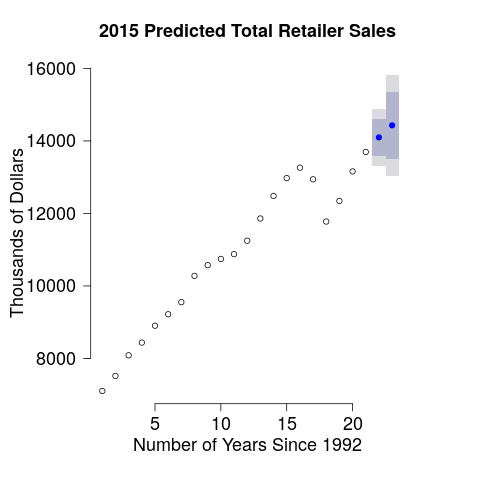 2015 Predicted Total Retailer Sales
Thousands of Dollars
16000
14000
12000
10000
8000
5 10 15 20
Number of Years Since 1992